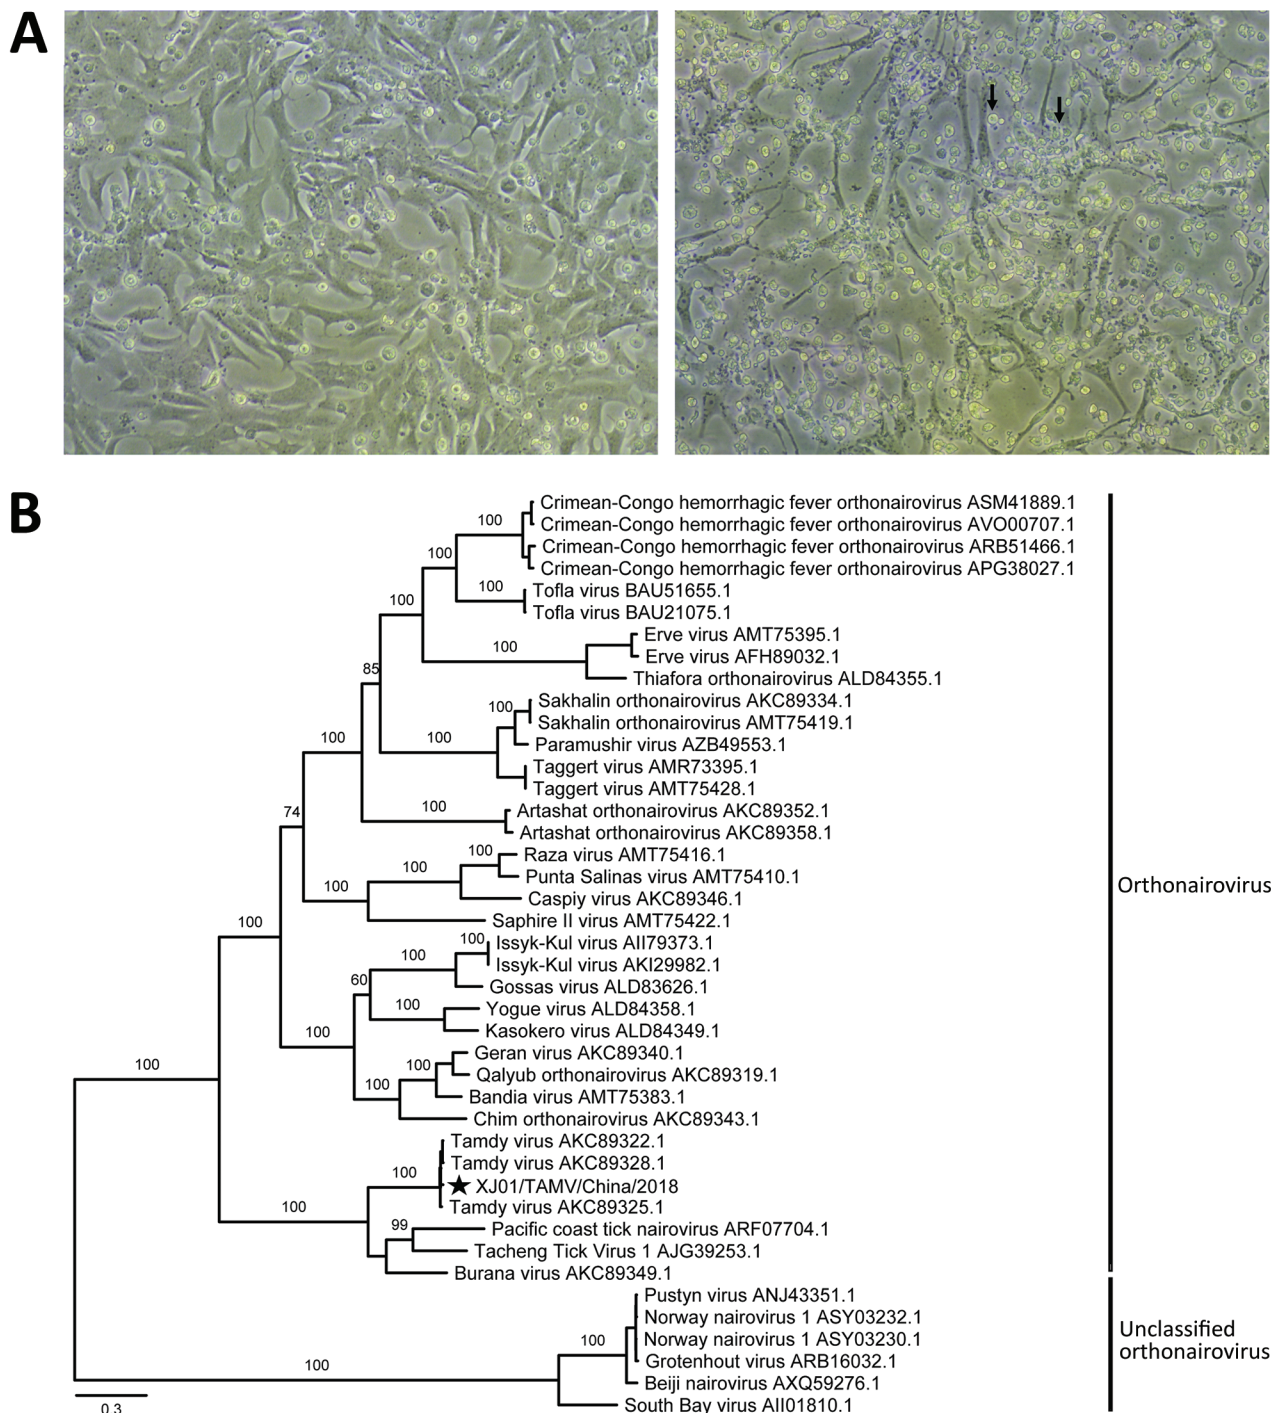 A
B
100
Crimean-Congo hemorrhagic fever orthonairovirus ASM41889.1
Crimean-Congo hemorrhagic fever orthonairovirus AVO00707.1
100
Crimean-Congo hemorrhagic fever orthonairovirus ARB51466.1
Crimean-Congo hemorrhagic fever orthonairovirus APG38027.1
100
Tofla virus BAU51655.1
100
Tofla virus BAU21075.1
Erve virus AMT75395.1
100
Erve virus AFH89032.1
85
Thiafora orthonairovirus ALD84355.1
100
Sakhalin orthonairovirus AKC89334.1
Sakhalin orthonairovirus AMT75419.1
100
100
Paramushir virus AZB49553.1
Taggert virus AMR73395.1
Taggert virus AMT75428.1
74
100
Artashat orthonairovirus AKC89352.1
Artashat orthonairovirus AKC89358.1
100
Raza virus AMT75416.1
100
100
Punta Salinas virus AMT75410.1
Caspiy virus AKC89346.1
Orthonairovirus
100
Saphire II virus AMT75422.1
100
Issyk-Kul virus AII79373.1
100
Issyk-Kul virus AKI29982.1
60
Gossas virus ALD83626.1
100
Yogue virus ALD84358.1
100
Kasokero virus ALD84349.1
100
Geran virus AKC89340.1
100
100
Qalyub orthonairovirus AKC89319.1
Bandia virus AMT75383.1
Chim orthonairovirus AKC89343.1
Tamdy virus AKC89322.1
100
Tamdy virus AKC89328.1
★ XJ01/TAMV/China/2018
100
Tamdy virus AKC89325.1
99
Pacific coast tick nairovirus ARF07704.1
Tacheng Tick Virus 1 AJG39253.1
Burana virus AKC89349.1
Pustyn virus ANJ43351.1
Norway nairovirus 1 ASY03232.1
100
Norway nairovirus 1 ASY03230.1
Unclassified
orthonairovirus
100
Grotenhout virus ARB16032.1
Beiji nairovirus AXQ59276.1
South Bay virus AII01810.1
0.3